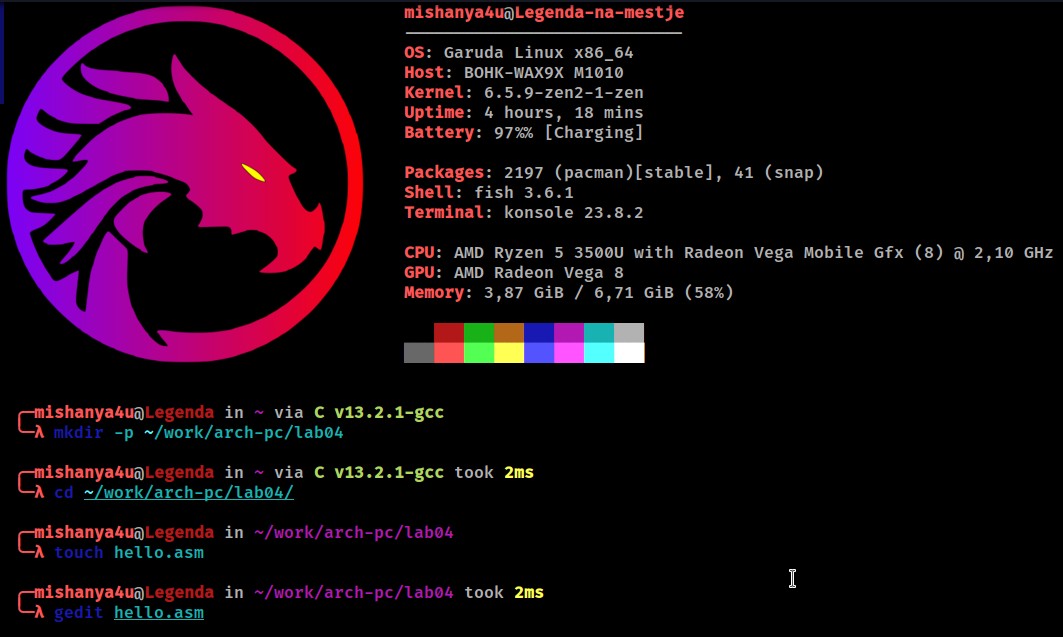 mishanya4u@Legenda-na-mestje
OS: Garuda Linux x86_64
Host: BOHK-WAX9X M1010
Kernel: 6.5.9-zen2-1-zen
Uptime: 4 hours, 18 mins
Battery: 97%% [Charging]
Packages: 2197 (pacman)[stable], 41 (snap)
Shell: fish 3.6.1
Terminal: konsole 23.8.2
CPU: AMD Ryzen 5 3500U with Radeon Vega Mobile Gfx (8) @ 2,10 GHz
GPU: AMD Radeon Vega 8
Memory: 3,87 GiB / 6,71 GiB (58%)
╭─mishanya4u@Legenda in ~ via C v13.2.1-gcc
╰─λ mkdir -p ~/work/arch-pc/lab04
╭─mishanya4u@Legenda in ~ via C v13.2.1-gcc took 2ms
╰─λ cd ~/work/arch-pc/lab04/
╭─mishanya4u@Legenda in ~/work/arch-pc/lab04
╰─λ touch hello.asm
╭─mishanya4u@Legenda in ~/work/arch-pc/lab04 took 2ms
╰─λ gedit hello.asm